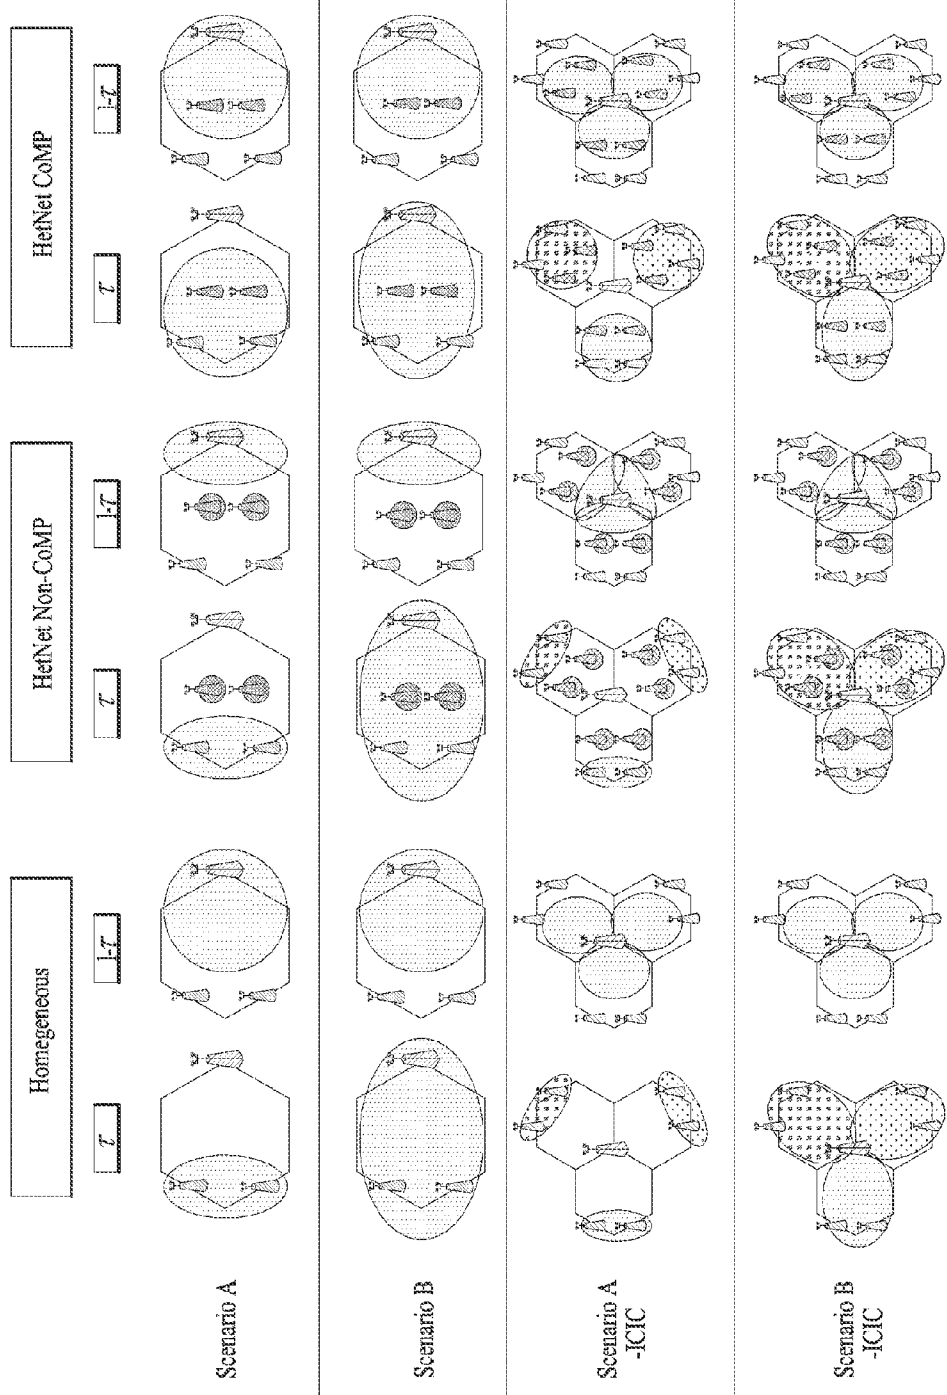 Homegeneous
HetNet Non-CoMP
HetNet CoMP
τ
1-τ
τ
1-τ
τ
1-τ
Scenario A
Scenario B
Scenario A
-ICIC
Scenario B
-ICIC